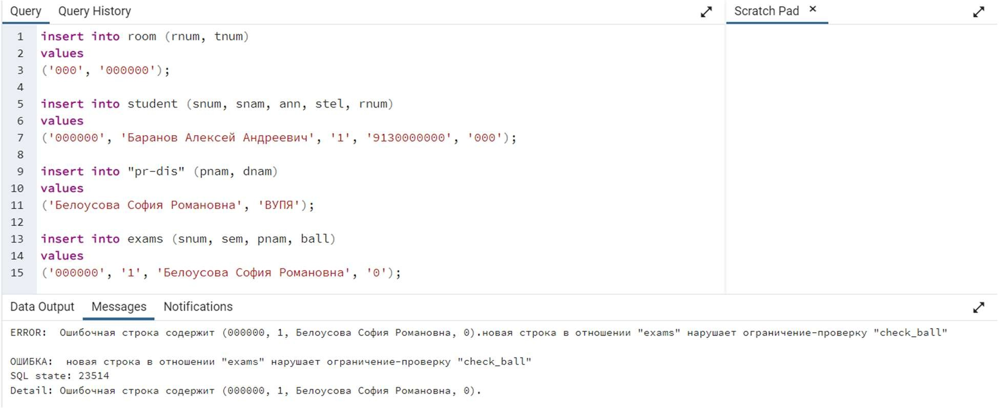 Query Query History Scratch Pad ×
1 insert into room (rnum, tnum)
2 values
3 ('000', '000000');
4
5 insert into student (snum, snam, ann, stel, rnum)
6 values
7 ('000000', 'Баранов Алексей Андреевич', '1', '9130000000', '000');
8
9 insert into "pr-dis" (pnam, dnam)
10 values
11 ('Белоусова София Романовна', 'ВУПЯ');
12
13 insert into exams (snum, sem, pnam, ball)
14 values
15 ('000000', '1', 'Белоусова София Романовна', '0');
Data Output Messages Notifications
ERROR:  Ошибочная строка содержит (000000, 1, Белоусова София Романовна, 0).новая строка в отношении "exams" нарушает ограничение-проверку "check_ball"
ОШИБКА:  новая строка в отношении "exams" нарушает ограничение-проверку "check_ball"
SQL state: 23514
Detail: Ошибочная строка содержит (000000, 1, Белоусова София Романовна, 0).